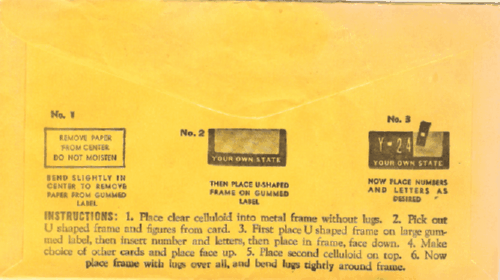 No. 1
REMOVE PAPER
FROM CENTER
DO NOT MOISTEN
BEND SLIGHTLY IN
CENTER TO REMOVE
PAPER FROM GUMMED
LABEL
No. 2
YOUR OWN STATE
THEN PLACE U-SHAPED
FRAME ON GUMMED
LABEL
No. 3
Y-24
YOUR OWN STATE
NOW PLACE NUMBERS
AND LETTERS AS
DESIRED
INSTRUCTIONS: 1. Place clear celluloid into metal frame without lugs. 2. Pick out
U shaped frame and figures from card. 3. First place U shaped frame on large gum-
med label, then insert number and letters, then place in frame, face down. 4. Make
choice of other cards and place face up. 5. Place second celluloid on top. 6. Now
place frame with lugs over all, and bend lugs tightly around frame.